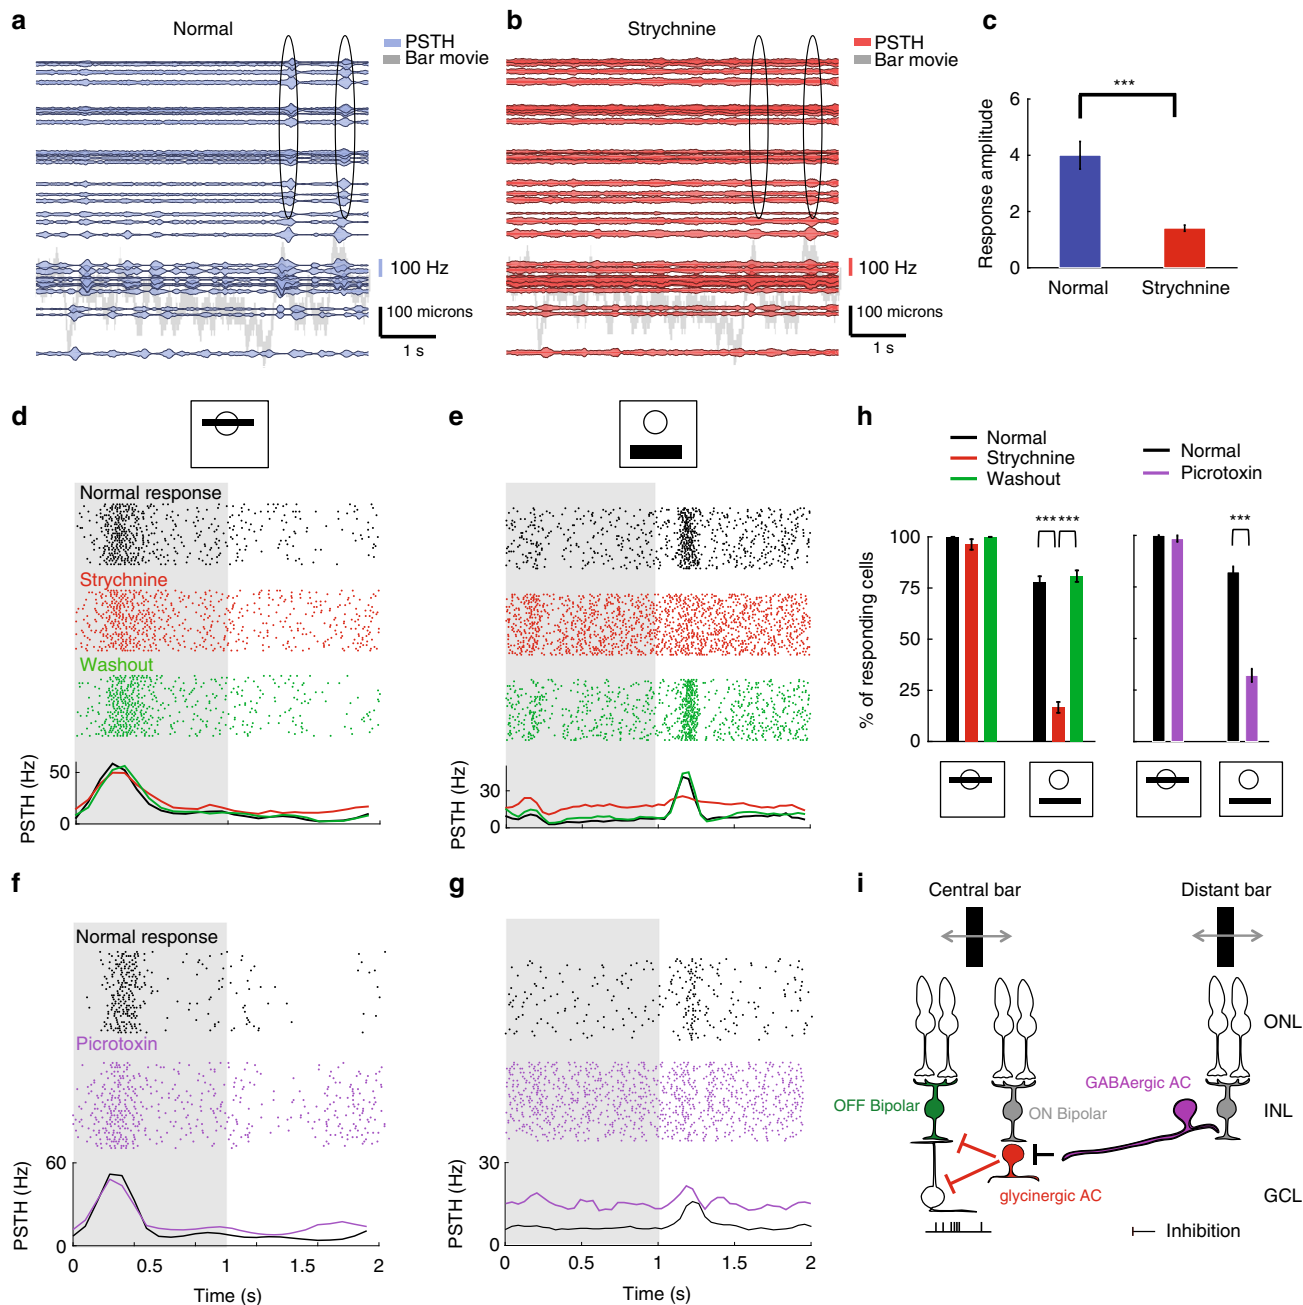 a
Normal
PSTH
Bar movie
100 Hz
100 microns
1 s
b
Strychnine
PSTH
Bar movie
100 Hz
100 microns
1 s
c
***
6
4
2
0
Response amplitude
Normal
Strychnine
d
Normal response
Strychnine
Washout
50
0
PSTH (Hz)
e
30
0
PSTH (Hz)
h
Normal
Strychnine
Washout
Normal
Picrotoxin
*** ***
***
100
75
50
25
0
% of responding cells
f
Normal response
Picrotoxin
60
0
PSTH (Hz)
0 0.5 1 1.5 2
Time (s)
g
30
0
PSTH (Hz)
0 0.5 1 1.5 2
Time (s)
i
Central bar
Distant bar
ONL
GABAergic AC
OFF Bipolar
ON Bipolar
INL
glycinergic AC
GCL
Inhibition